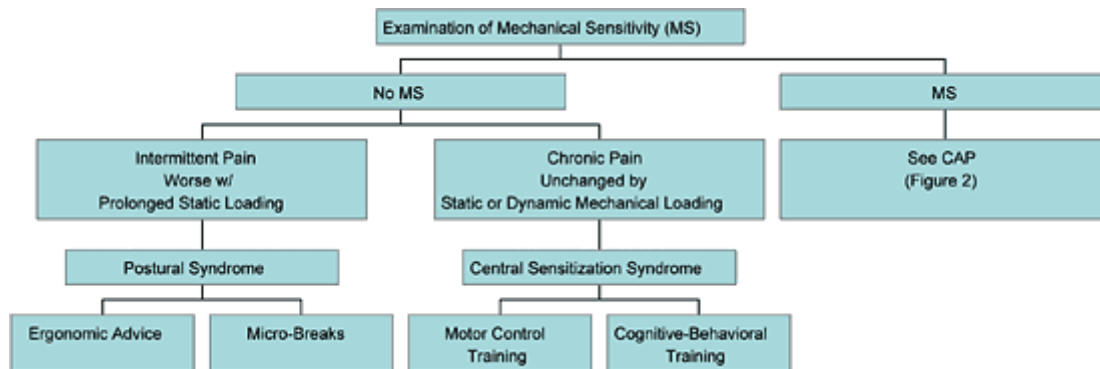 Examination of Mechanical Sensitivity (MS)
No MS
MS
Intermittent Pain
Worse w/
Prolonged Static Loading
Chronic Pain
Unchanged by
Static or Dynamic Mechanical Loading
See CAP
(Figure 2)
Postural Syndrome
Central Sensitization Syndrome
Ergonomic Advice
Micro-Breaks
Motor Control
Training
Cognitive-Behavioral
Training